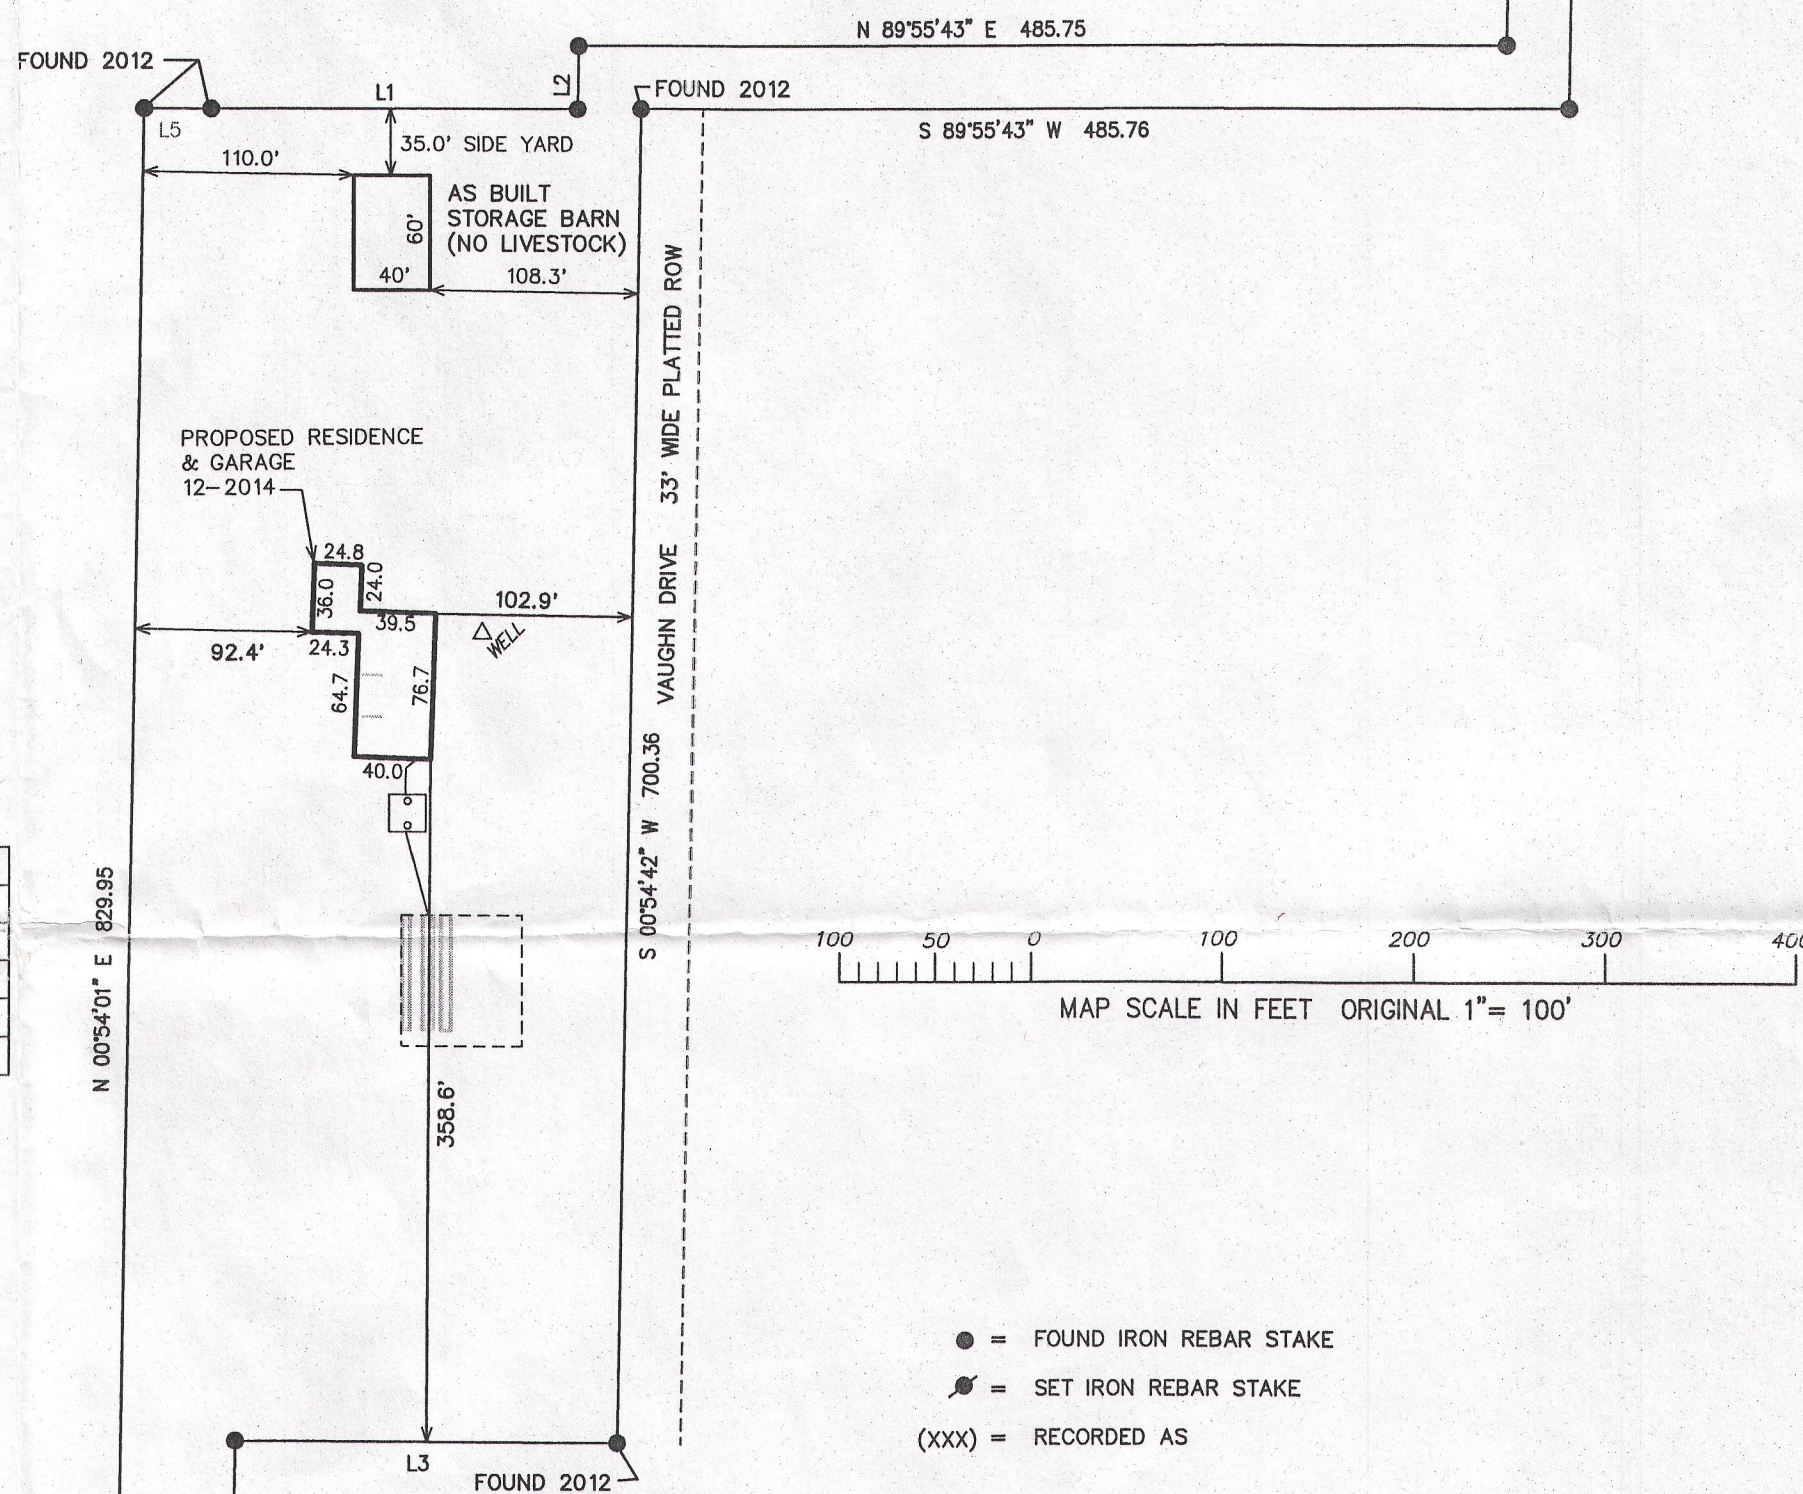 N 89°55'43" E 485.75
FOUND 2012
L1
L2
FOUND 2012
L5
S 89°55'43" W 485.76
35.0' SIDE YARD
110.0'
AS BUILT
STORAGE BARN
(NO LIVESTOCK)
60'
40'
108.3'
33' WIDE PLATTED ROW
PROPOSED RESIDENCE
& GARAGE
12-2014
24.8
24.0
36.0
39.5
102.9'
WELL
92.4'
24.3
64.7
76.7
VAUGHN DRIVE
40.0
S 00°54'42" W 700.36
N 00°54'01" E 829.95
100 50 0 100 200 300 400
MAP SCALE IN FEET ORIGINAL 1"= 100'
358.6'
= FOUND IRON REBAR STAKE
= SET IRON REBAR STAKE
(XXX) = RECORDED AS
L3
FOUND 2012